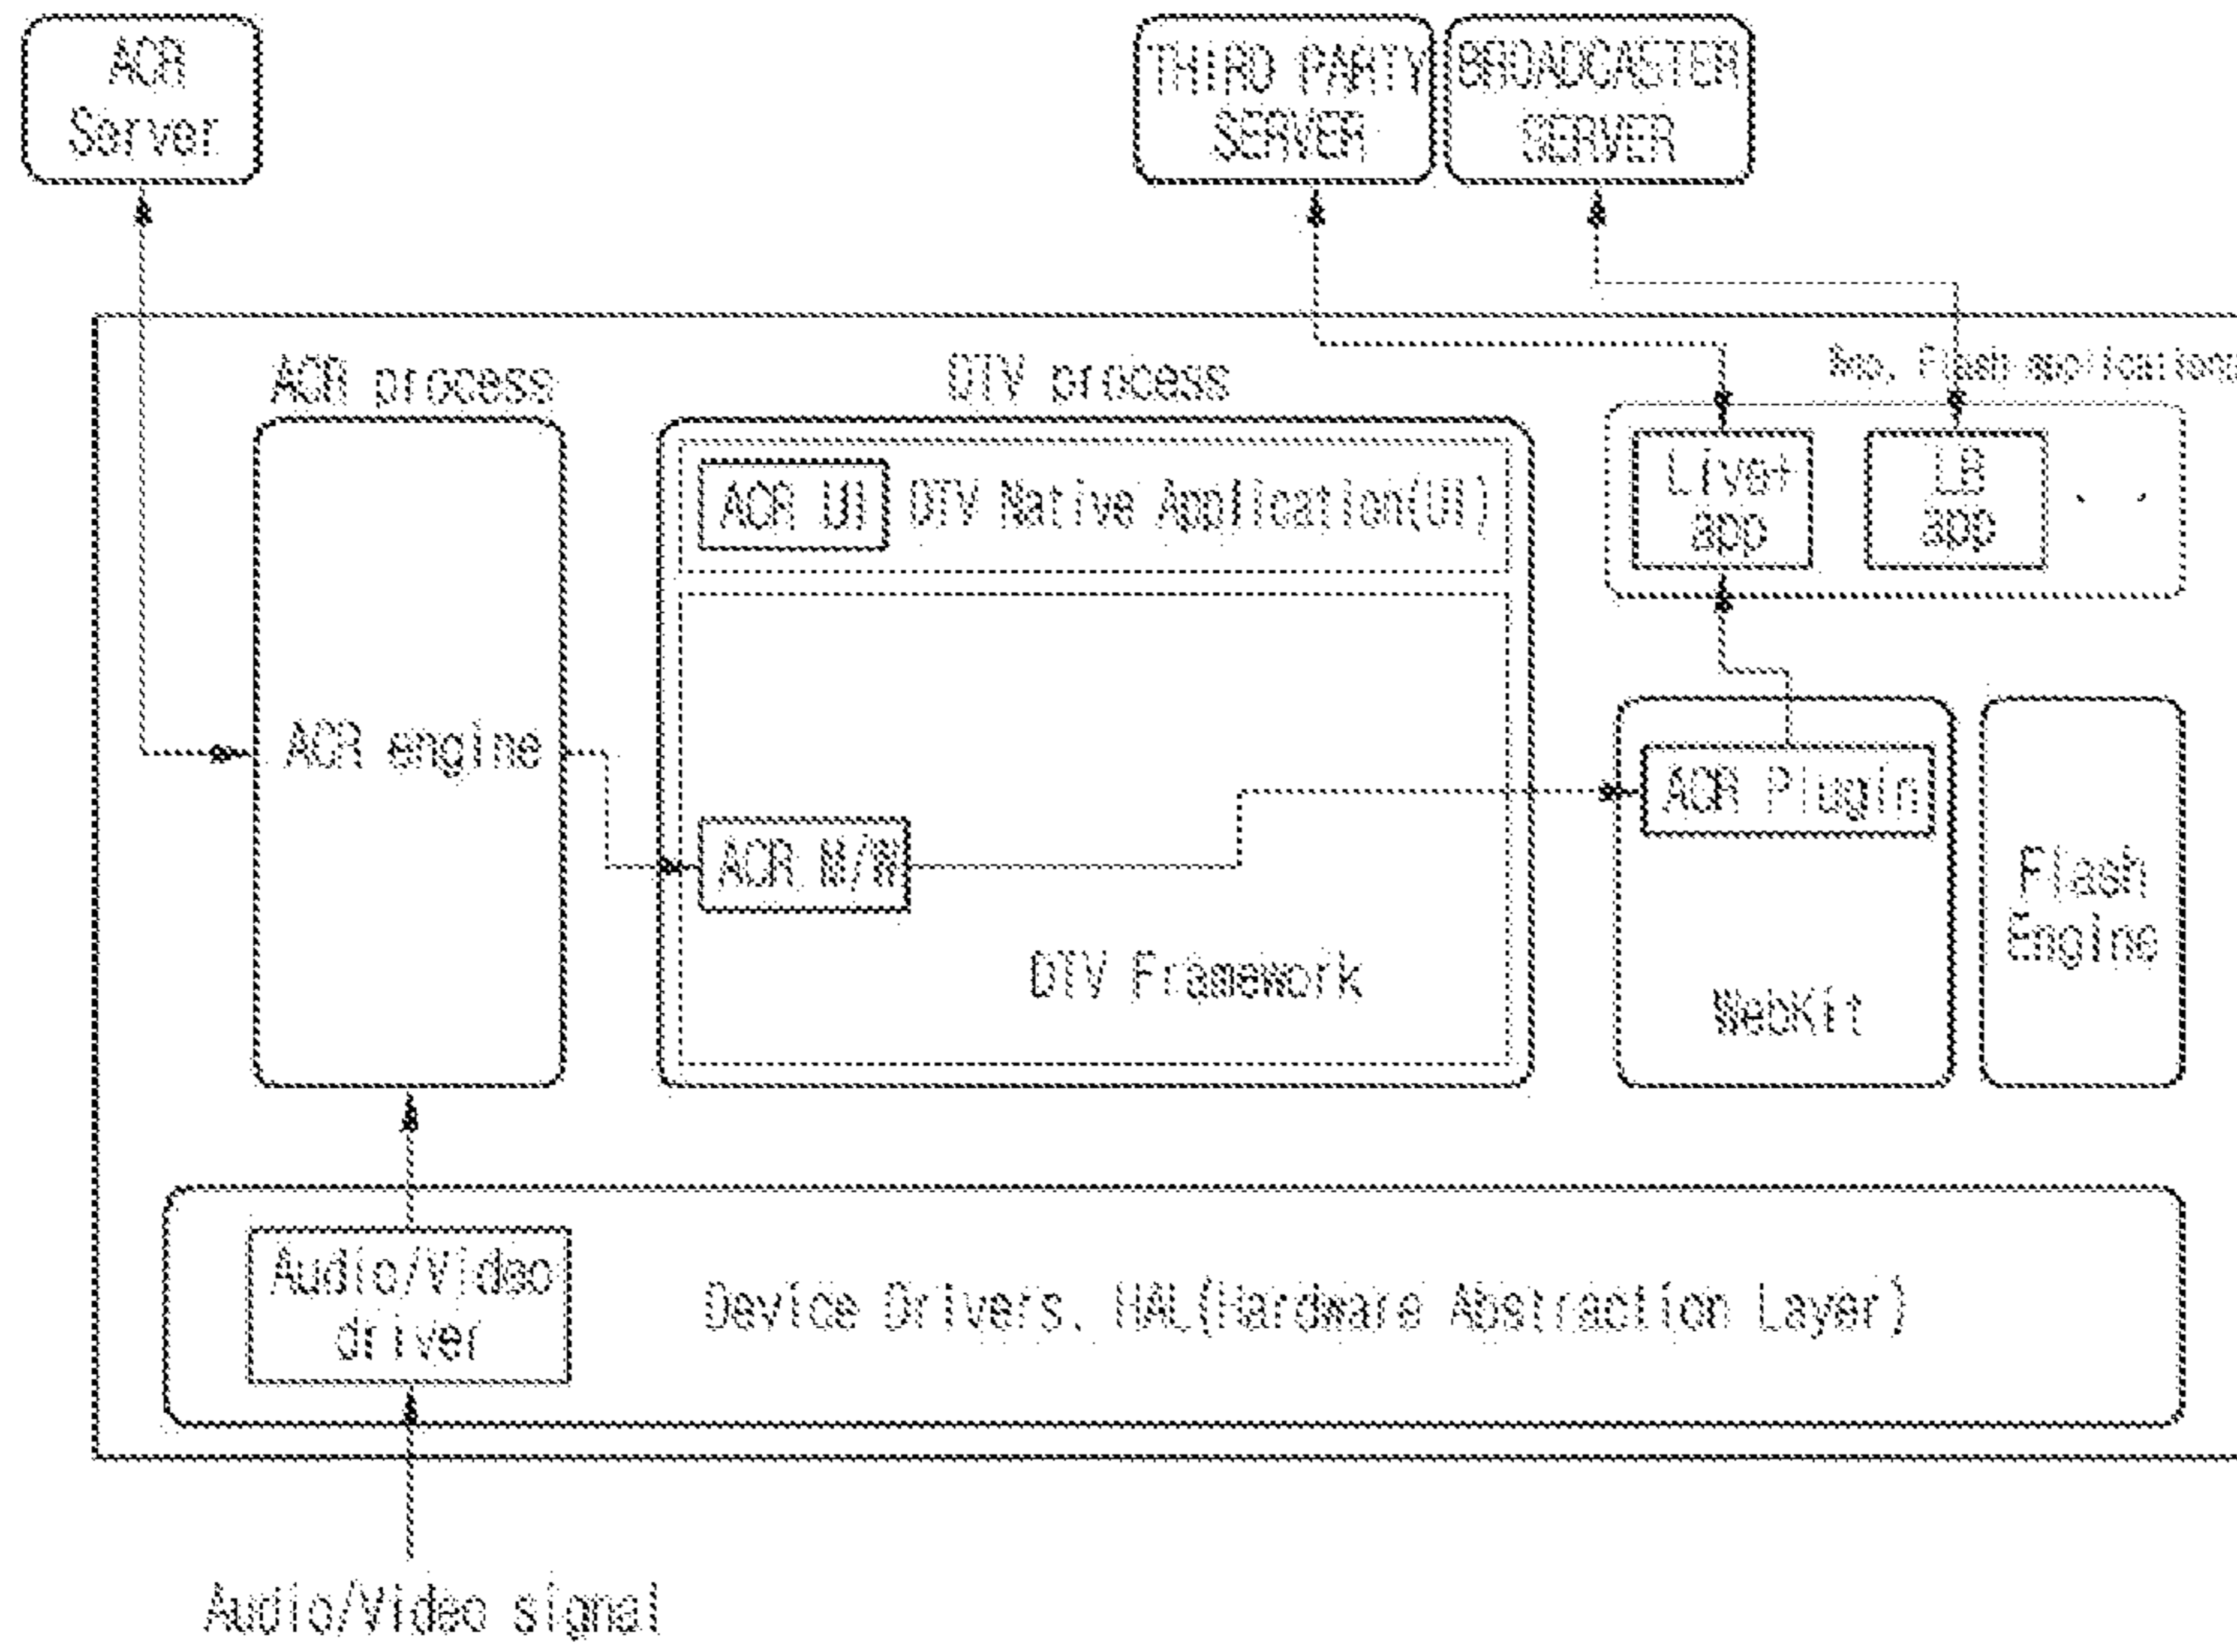 ACR
Server
THIRD PARTY
SERVER
BROADCASTER
SERVER
ACR process
DTV process
Flash applications
ACR UI
DTV Native Application(UI)
Live+
app
LB
app
. .
ACR engine
ACR M/W
DTV Framework
ACR Plugin
WebKit
Flash
Engine
Audio/Video
driver
Device Drivers, HAL(Hardware Abstraction Layer)
Audio/Video signal